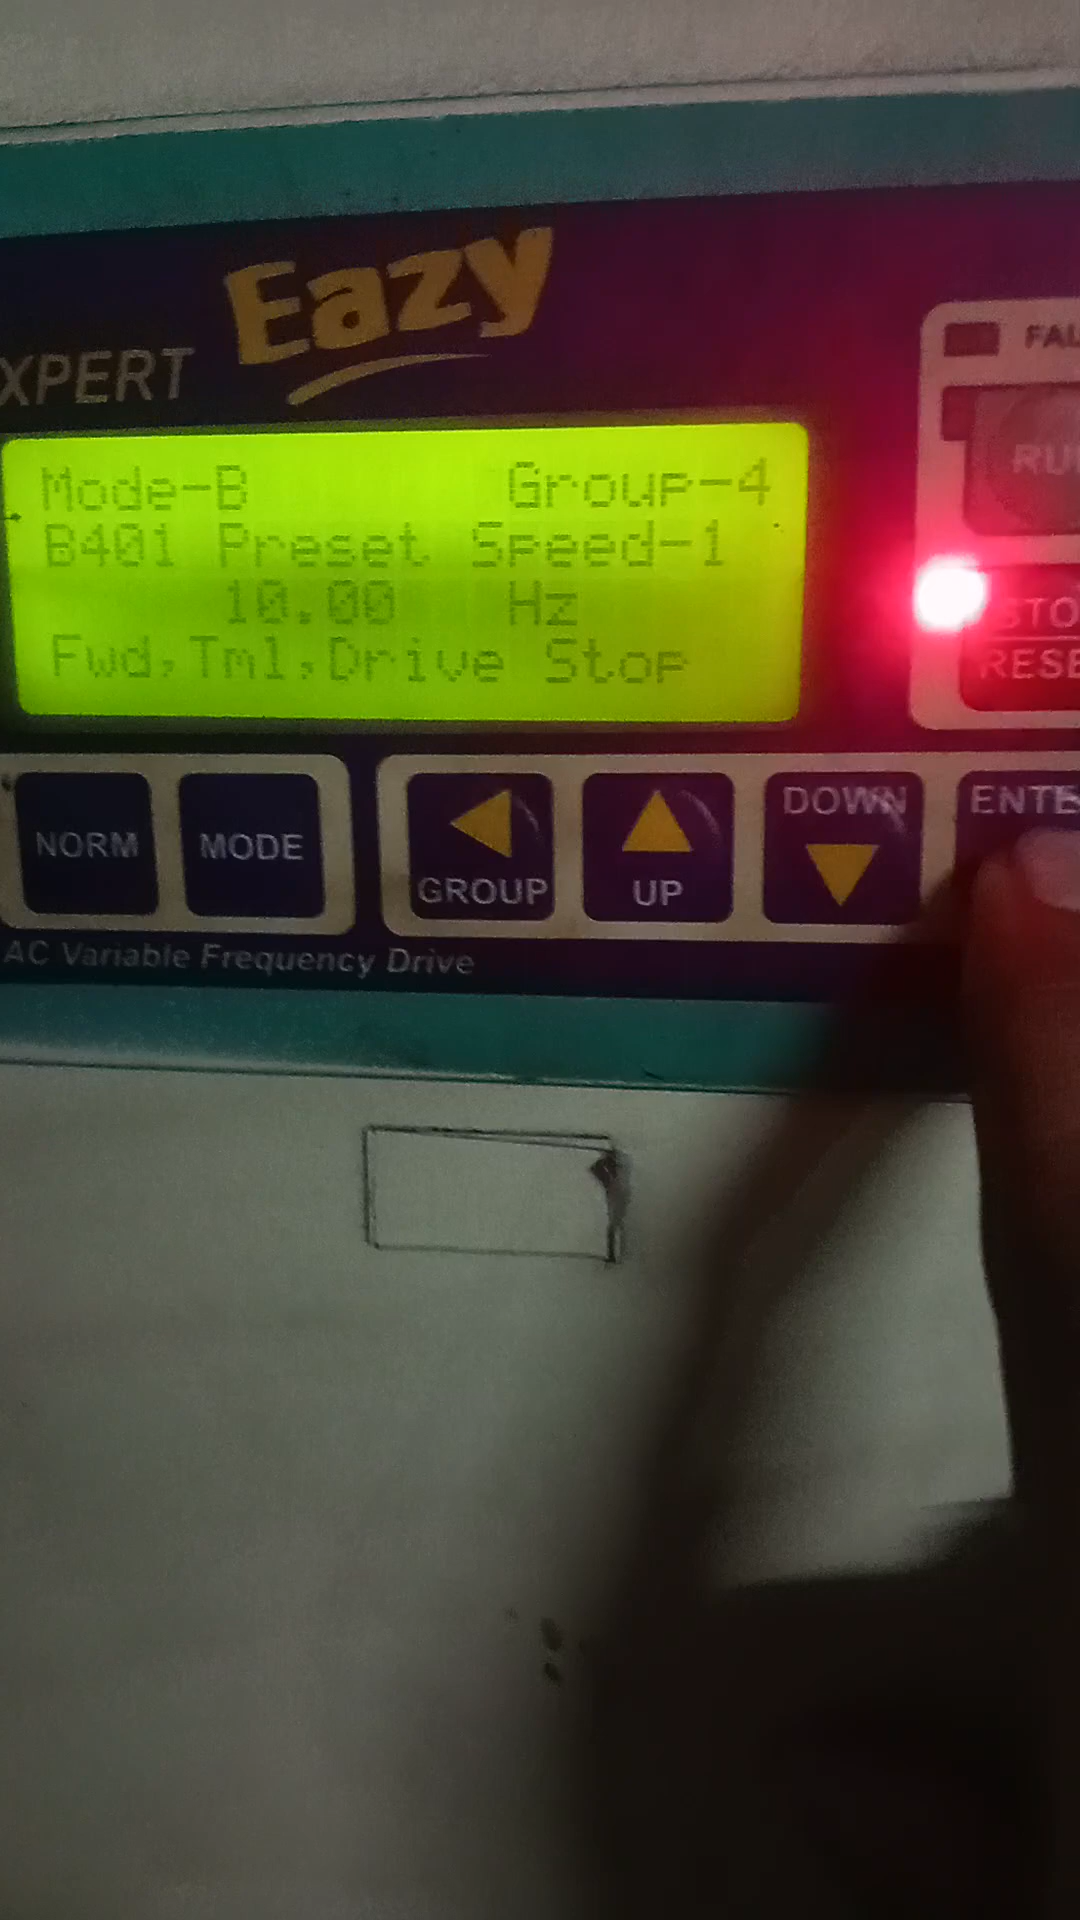 Eazy
XPERT
FAU
RU
Mode-B Group-4
B401 Preset Speed-1
10.00 Hz
Fwd,Tml,Drive Stop
STO
RESE
NORM
MODE
GROUP
UP
DOWN
ENTE
AC Variable Frequency Drive